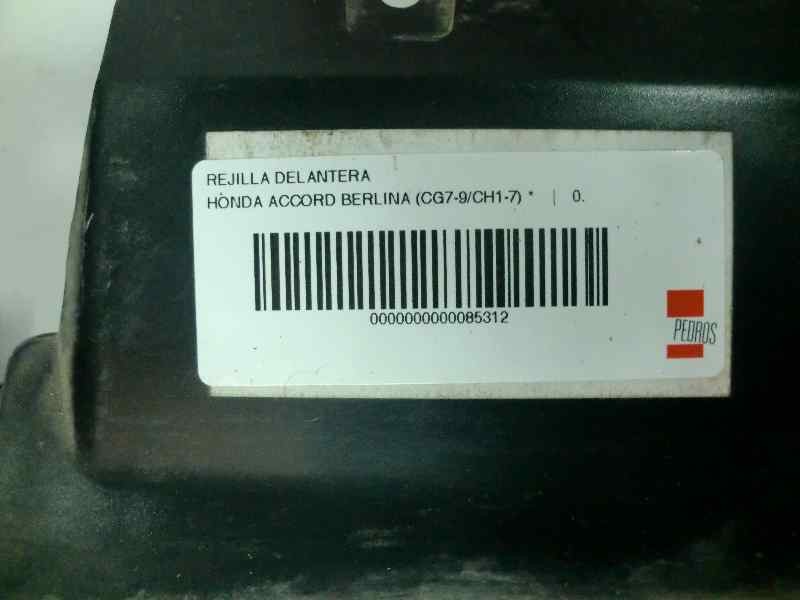 REJILLA DELANTERA
HONDA ACCORD BERLINA (CG7-9/CH1-7) * | 0.
0000000000085312
PEDROS